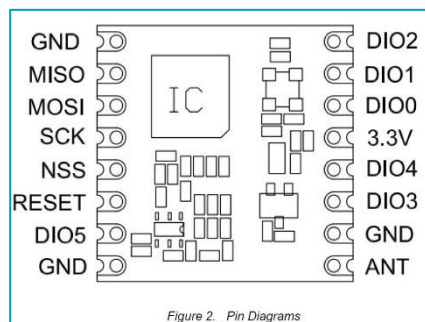 GND
MISO
MOSI
SCK
NSS
RESET
DIO5
GND
IC
DIO2
DIO1
DIO0
3.3V
DIO4
DIO3
GND
ANT
Figure 2. Pin Diagrams